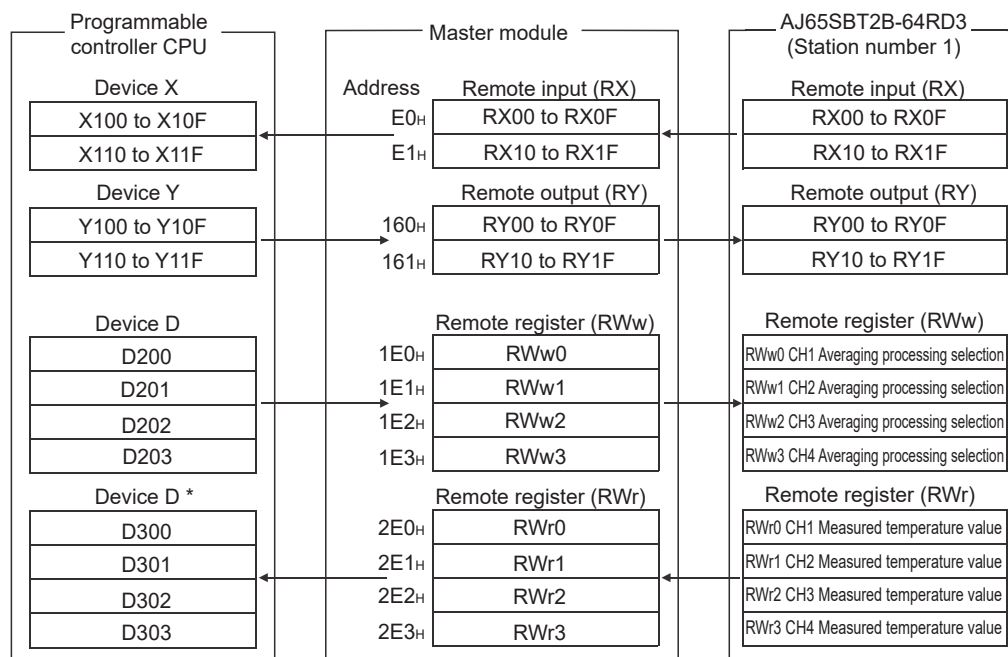 Programmable
controller CPU
Master module
AJ65SBT2B-64RD3
(Station number 1)
Device X
Address
Remote input (RX)
Remote input (RX)
X100 to X10F
E0H
RX00 to RX0F
RX00 to RX0F
X110 to X11F
E1H
RX10 to RX1F
RX10 to RX1F
Device Y
Remote output (RY)
Remote output (RY)
Y100 to Y10F
160H
RY00 to RY0F
RY00 to RY0F
Y110 to Y11F
161H
RY10 to RY1F
RY10 to RY1F
Device D
Remote register (RWw)
Remote register (RWw)
D200
1E0H
RWw0
RWw0 CH1 Averaging processing selection
D201
1E1H
RWw1
RWw1 CH2 Averaging processing selection
D202
1E2H
RWw2
RWw2 CH3 Averaging processing selection
D203
1E3H
RWw3
RWw3 CH4 Averaging processing selection
Device D *
Remote register (RWr)
Remote register (RWr)
D300
2E0H
RWr0
RWr0 CH1 Measured temperature value
D301
2E1H
RWr1
RWr1 CH2 Measured temperature value
D302
2E2H
RWr2
RWr2 CH3 Measured temperature value
D303
2E3H
RWr3
RWr3 CH4 Measured temperature value